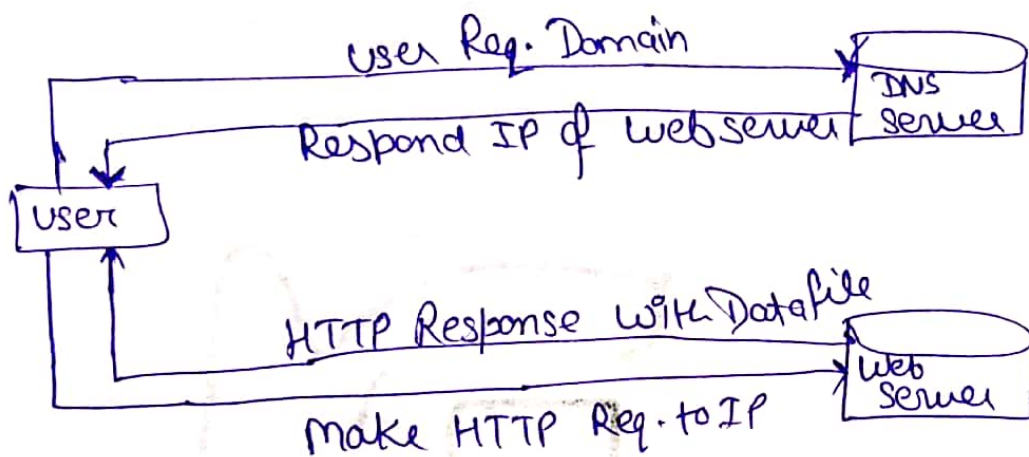 User Req. Domain
DNS
Server
Respond IP of webserver
user
HTTP Response with Datafile
Web
Server
Make HTTP Req. to IP